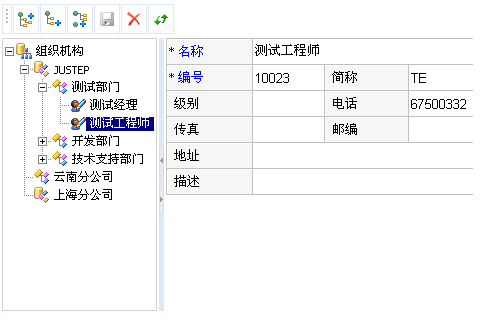 组织机构
JUSTEP
测试部门
测试经理
测试工程师
开发部门
技术支持部门
云南分公司
上海分公司
* 名称 测试工程师
* 编号 10023 简称 TE
级别 电话 67500332
传真 邮编
地址
描述